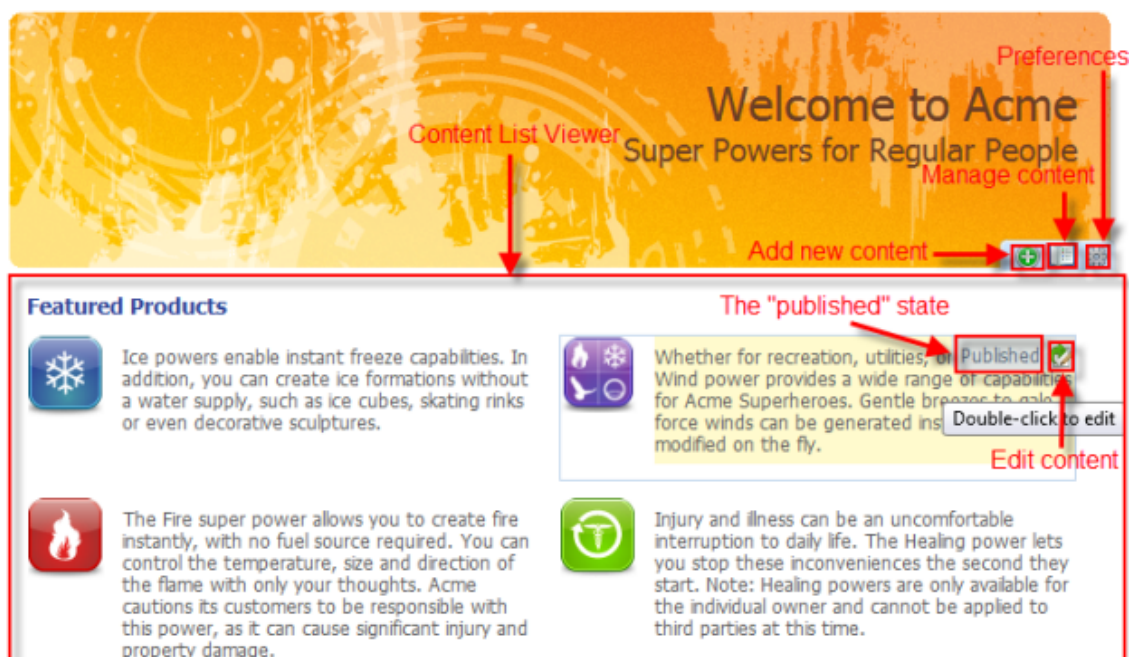 Preferences
Welcome to Acme
Content List Viewer
Super Powers for Regular People
Manage content
Add new content
Featured Products
The "published" state
Ice powers enable instant freeze capabilities. In
addition, you can create ice formations without
a water supply, such as ice cubes, skating rinks
or even decorative sculptures.
Whether for recreation, utilities, Published
Wind power provides a wide range of capabilities
for Acme Superheroes. Gentle breezes to gale
force winds can be generated Double-click to edit
modified on the fly.
Edit content
The Fire super power allows you to create fire
instantly, with no fuel source required. You can
control the temperature, size and direction of
the flame with only your thoughts. Acme
cautions its customers to be responsible with
this power, as it can cause significant injury and
property damage.
Injury and illness can be an uncomfortable
interruption to daily life. The Healing power lets
you stop these inconveniences the second they
start. Note: Healing powers are only available for
the individual owner and cannot be applied to
third parties at this time.